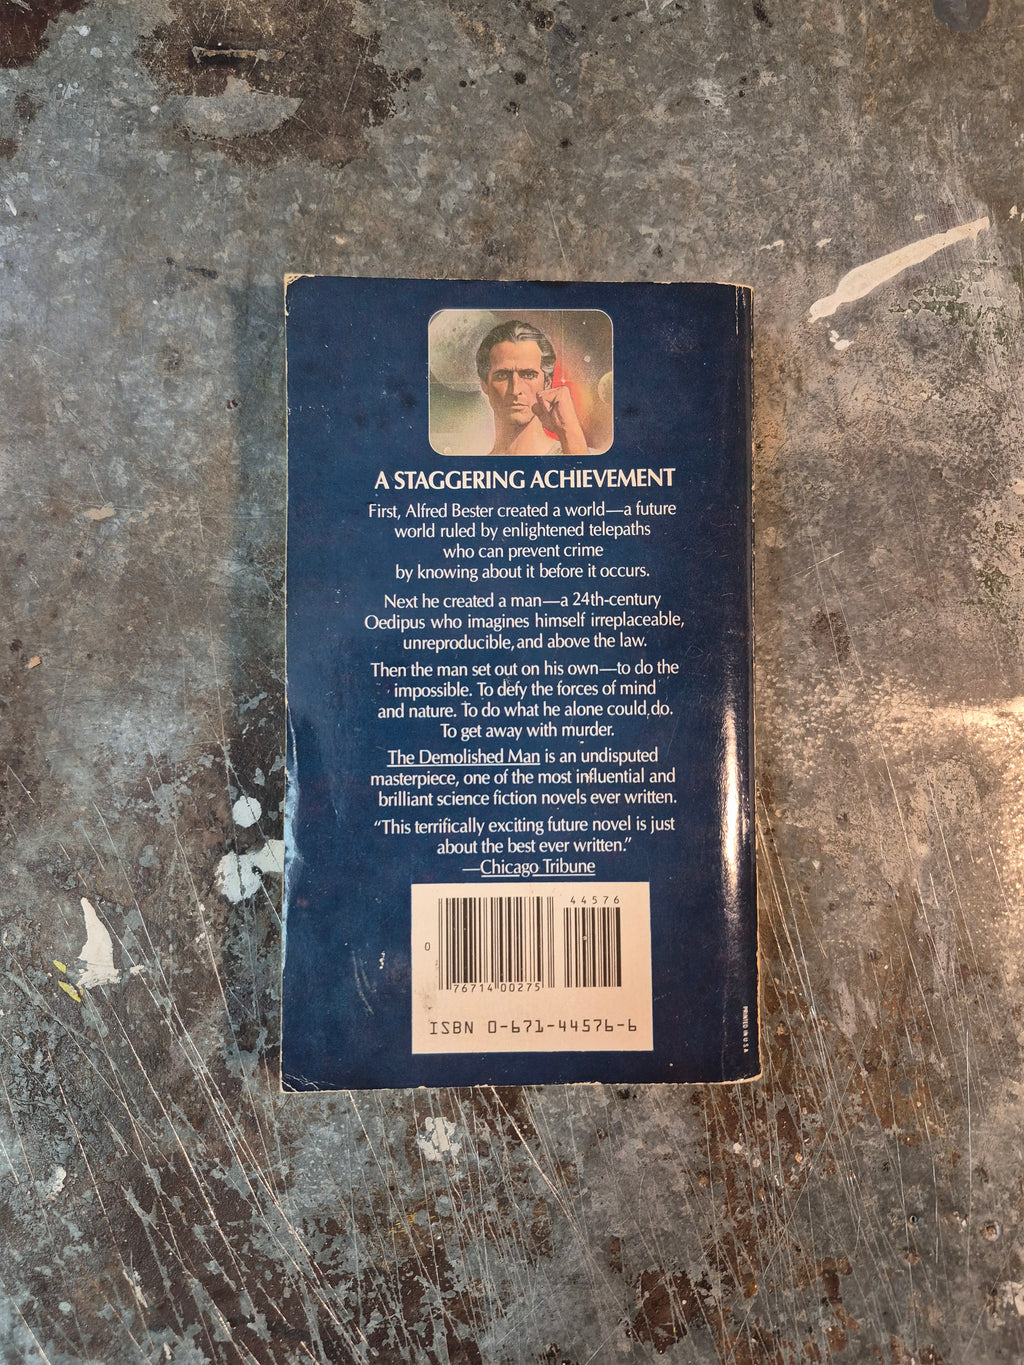 A STAGGERING ACHIEVEMENT
First, Alfred Bester created a world—a future
world ruled by enlightened telepaths
who can prevent crime
by knowing about it before it occurs.
Next he created a man—a 24th-century
Oedipus who imagines himself irreplaceable,
unreproducible, and above the law.
Then the man set out on his own—to do the
impossible. To defy the forces of mind
and nature. To do what he alone could do.
To get away with murder.
The Demolished Man is an undisputed
masterpiece, one of the most influential and
brilliant science fiction novels ever written.
“This terrifically exciting future novel is just
about the best ever written.”
—Chicago Tribune
44576
0
76714 00275
ISBN 0-671-44576-6
PRINTED IN U.S.A.